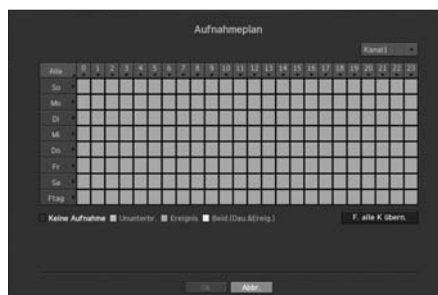 Aufnahmeplan
Kanal1
Alle 0 1 2 3 4 5 6 7 8 9 10 11 12 13 14 15 16 17 18 19 20 21 22 23
So
Mo
Di
Mi
Do
Fr
Sa
Ftag
Keine Aufnahme Ununterbr. Ereignis Beid.(Dau.&Ereig.)
F. alle K übern.
Ok Abbr.